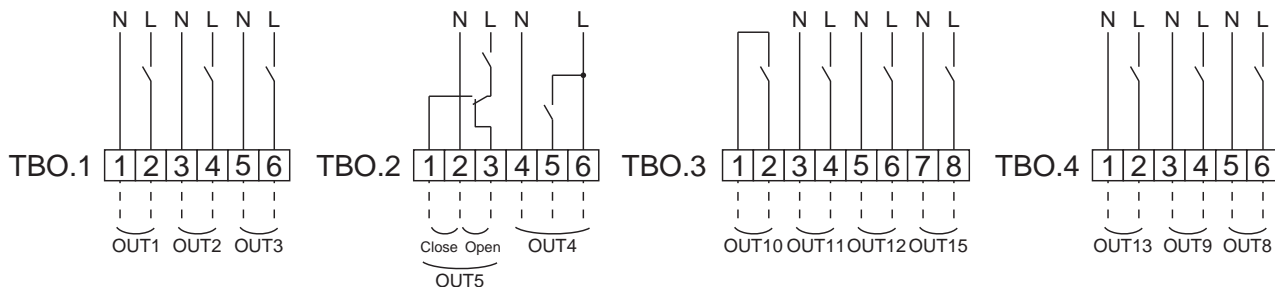 N L N L N L N L N L N L N L N L N L N L N L
TBO.1 1 2 3 4 5 6 TBO.2 1 2 3 4 5 6 TBO.3 1 2 3 4 5 6 7 8 TBO.4 1 2 3 4 5 6
OUT1 OUT2 OUT3 Close Open OUT4 OUT10 OUT11 OUT12 OUT15 OUT13 OUT9 OUT8
OUT5